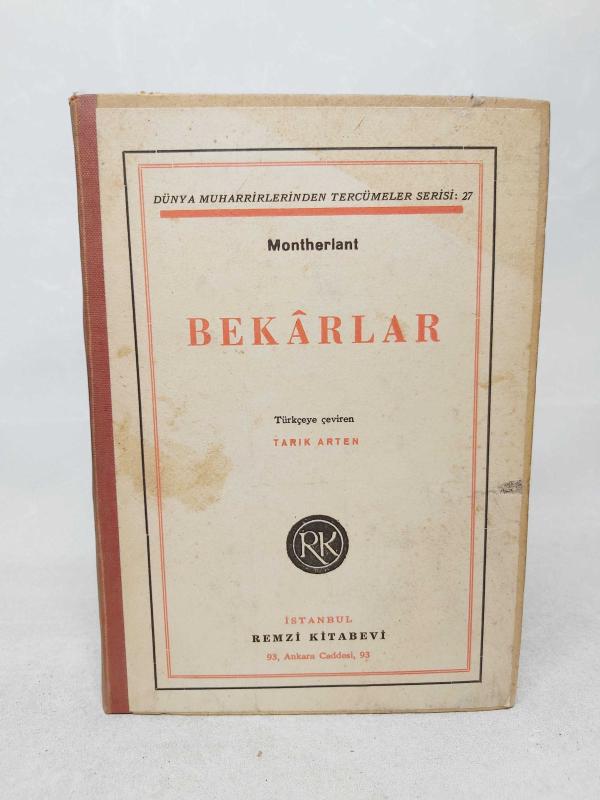 DÜNYA MUHARRİRLERİNDEN TERCÜMELER SERİSİ: 27
Montherlant
BEKÂRLAR
Türkçeye çeviren
TARIK ARTEN
RK
İSTANBUL
REMZİ KİTABEVİ
93, Ankara Caddesi, 93